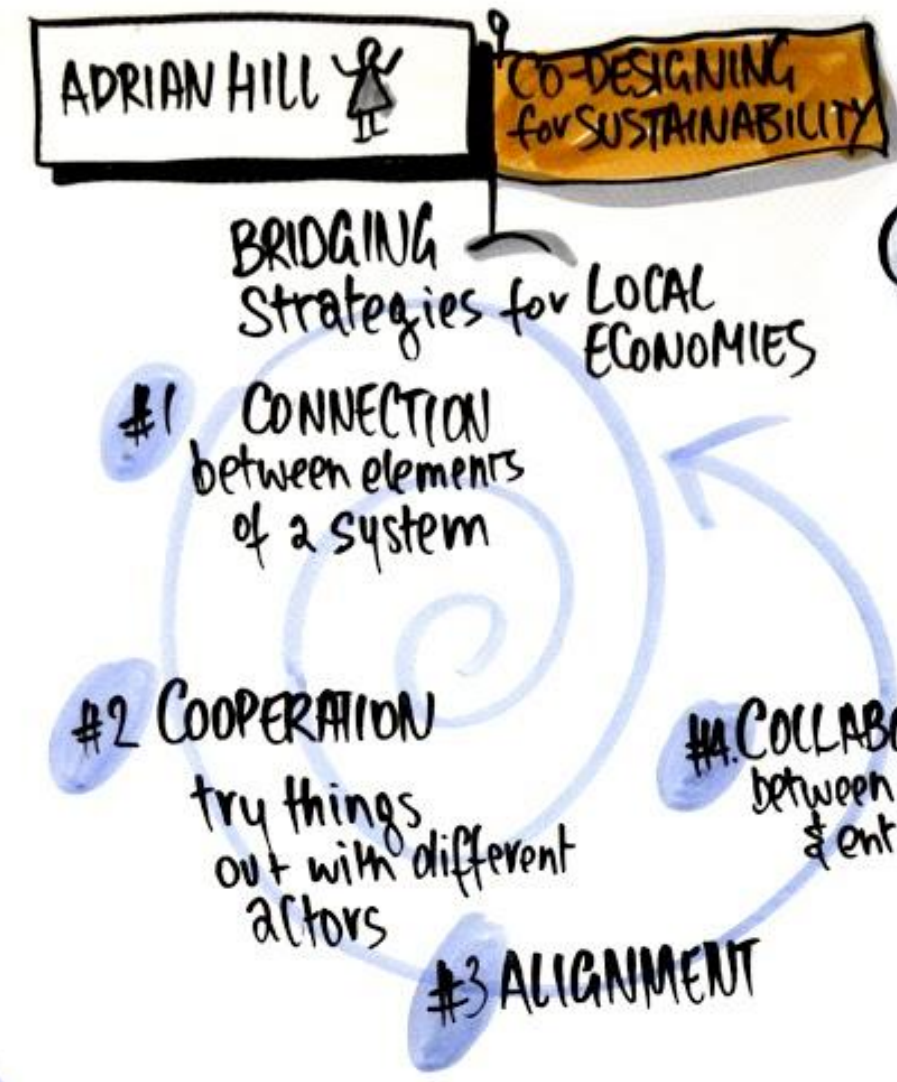 ADRIAN HILL
CO-DESIGNING
for SUSTAINABILITY
BRIDGING
Strategies for LOCAL
ECONOMIES
#1 CONNECTION
between elements
of a system
#2 COOPERATION
try things
out with different
actors
#3 ALIGNMENT
#4.
between
&